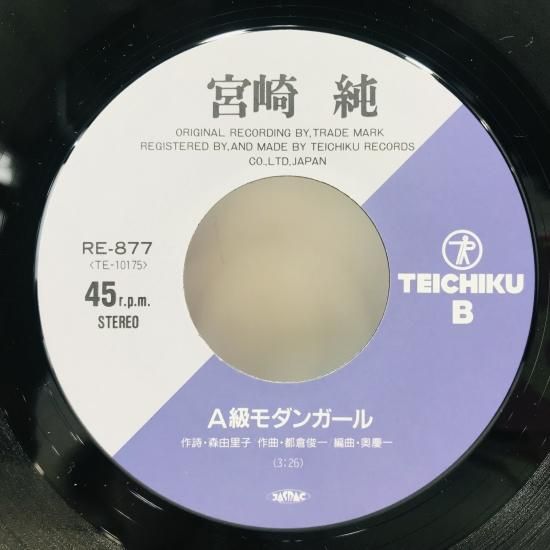 宮崎 純
ORIGINAL RECORDING BY, TRADE MARK
REGISTERED BY, AND MADE BY TEICHIKU RECORDS
CO., LTD, JAPAN
RE-877
<TE-10175>
45 r.p.m.
STEREO
TEICHIKU
B
A級モダンガール
作詩・森由里子 作曲・都倉俊一 編曲・奥慶一
(3:26)
JASRAC